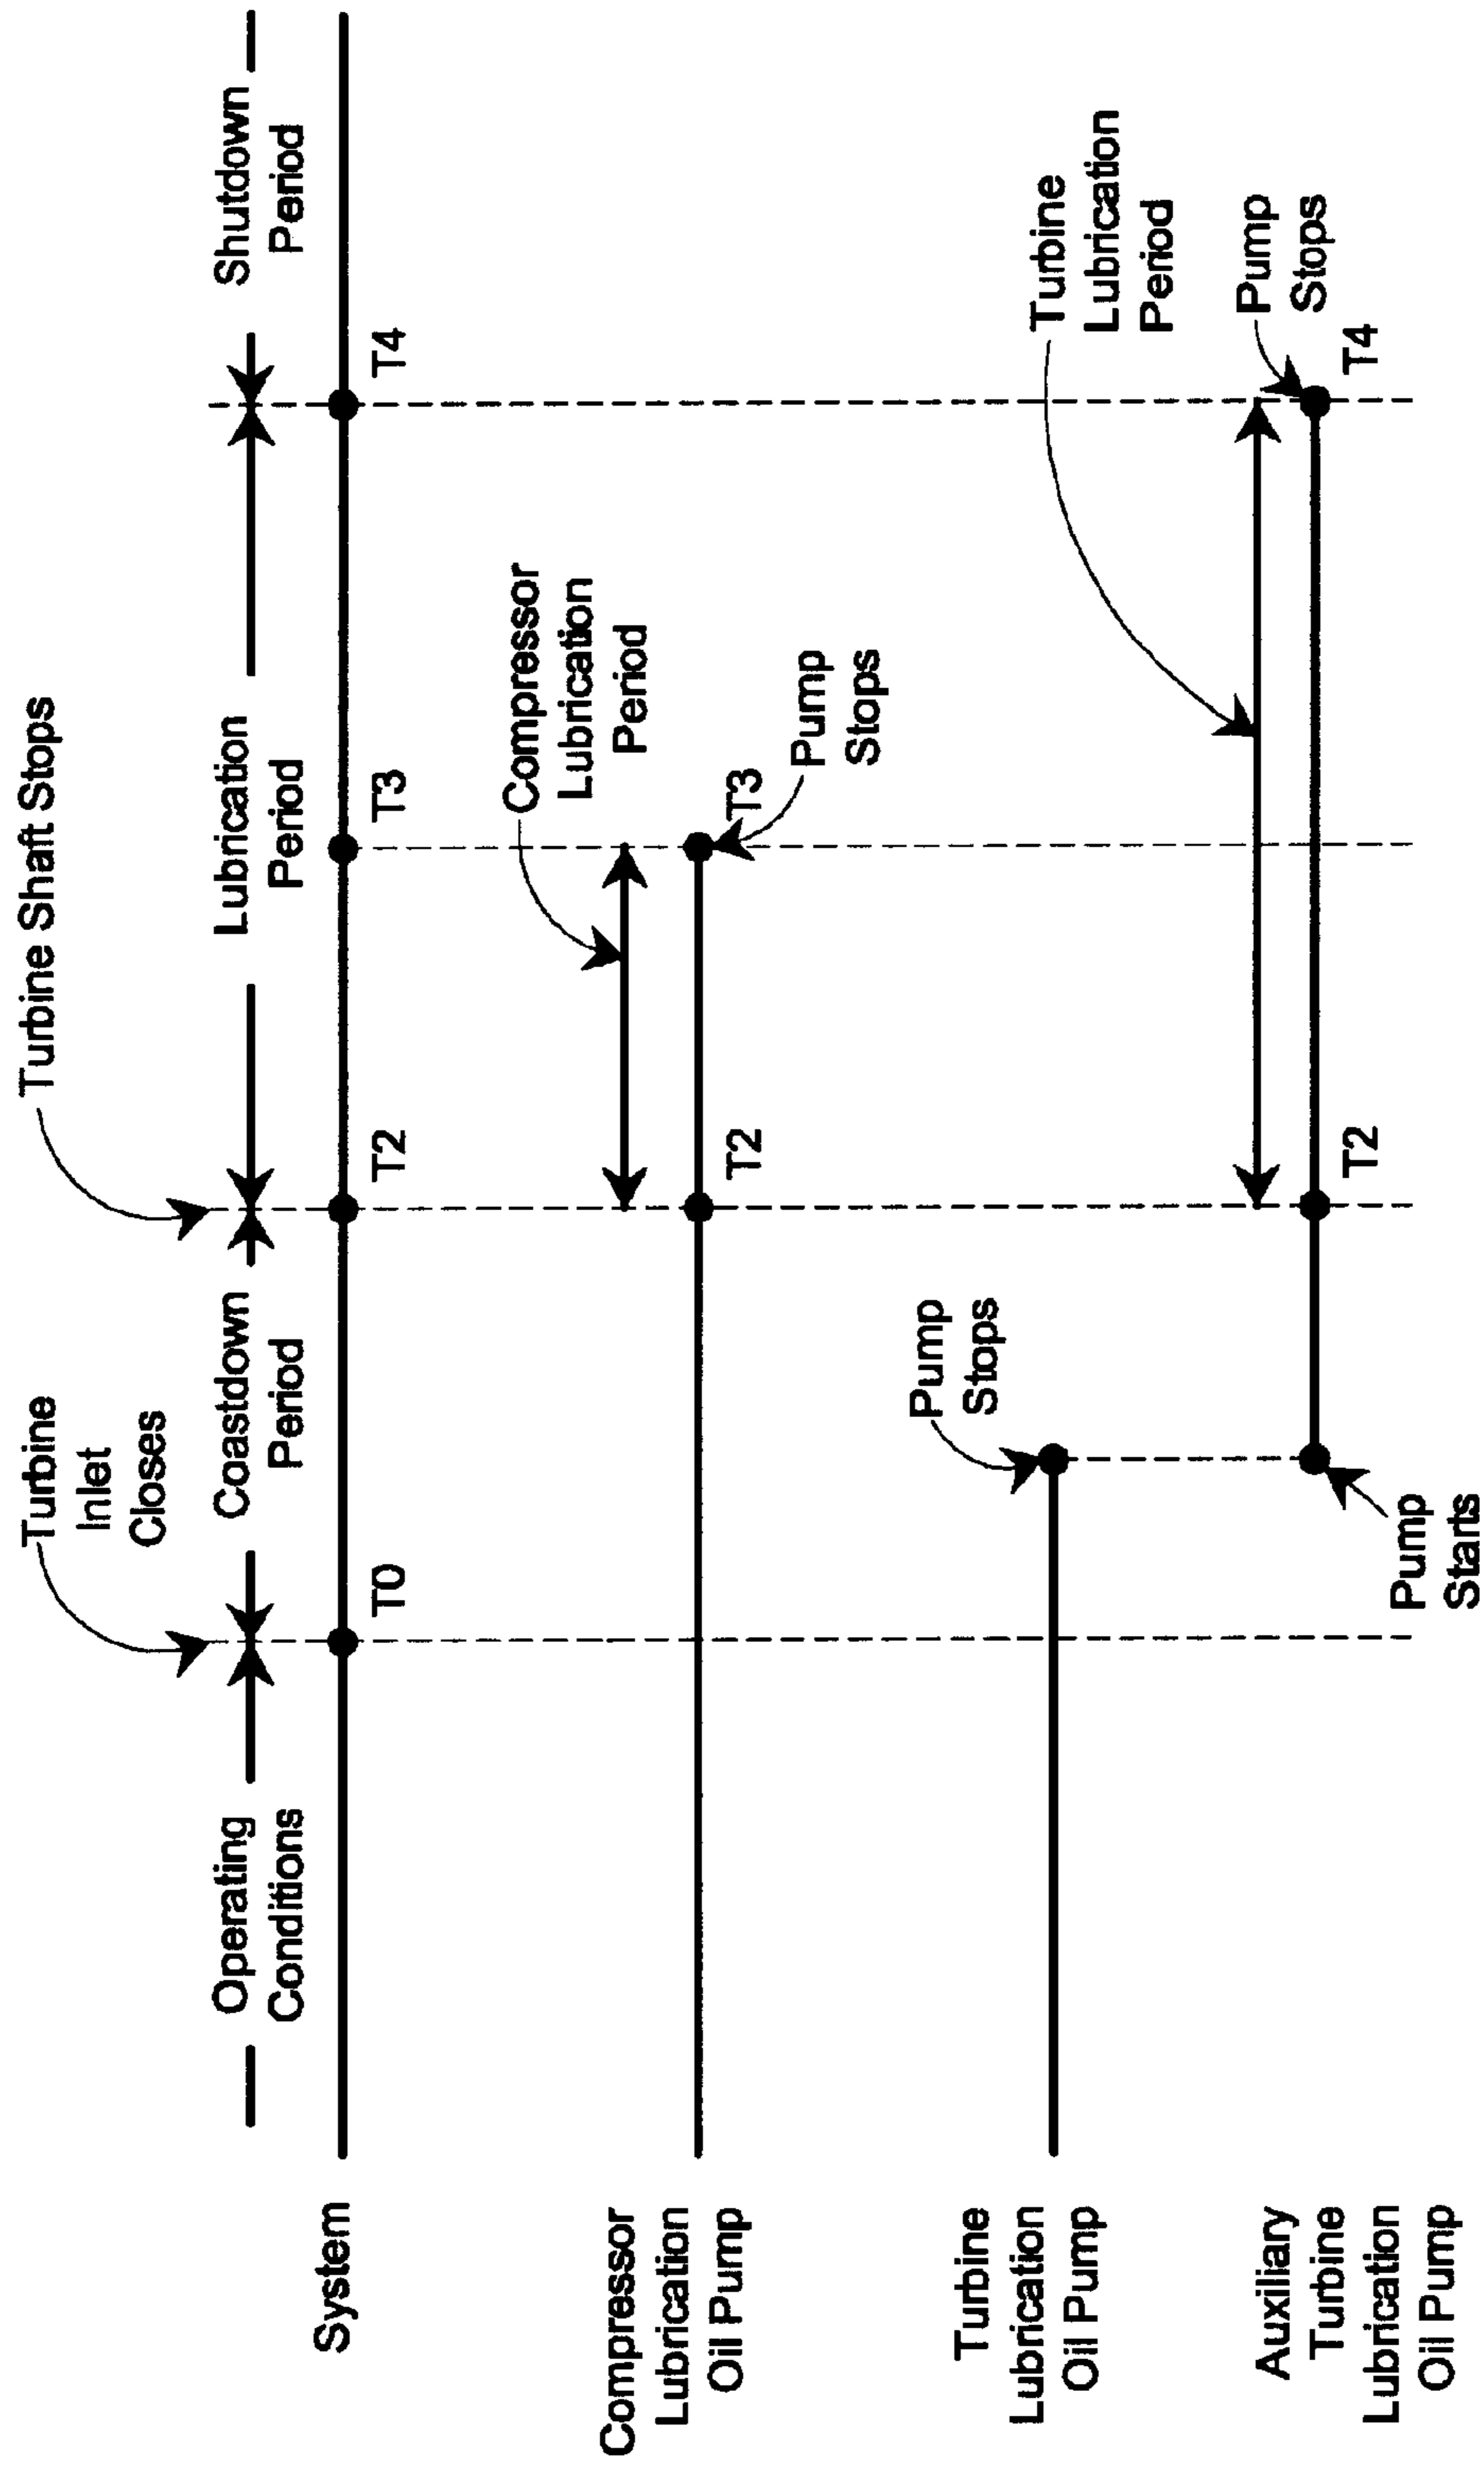 Turbine
Inlet
Closes
Turbine Shaft Stops
Operating
Conditions
Coastdown
Period
Lubrication
Period
Shutdown
Period
System
T0
T2
T3
T4
Compressor
Lubrication
Period
Compressor
Lubrication
Oil Pump
T2
T3
Pump
Stops
Turbine
Lubrication
Oil Pump
Pump
Stops
Turbine
Lubrication
Period
Auxiliary
Turbine
Lubrication
Oil Pump
Pump
Starts
T2
T4
Pump
Stops